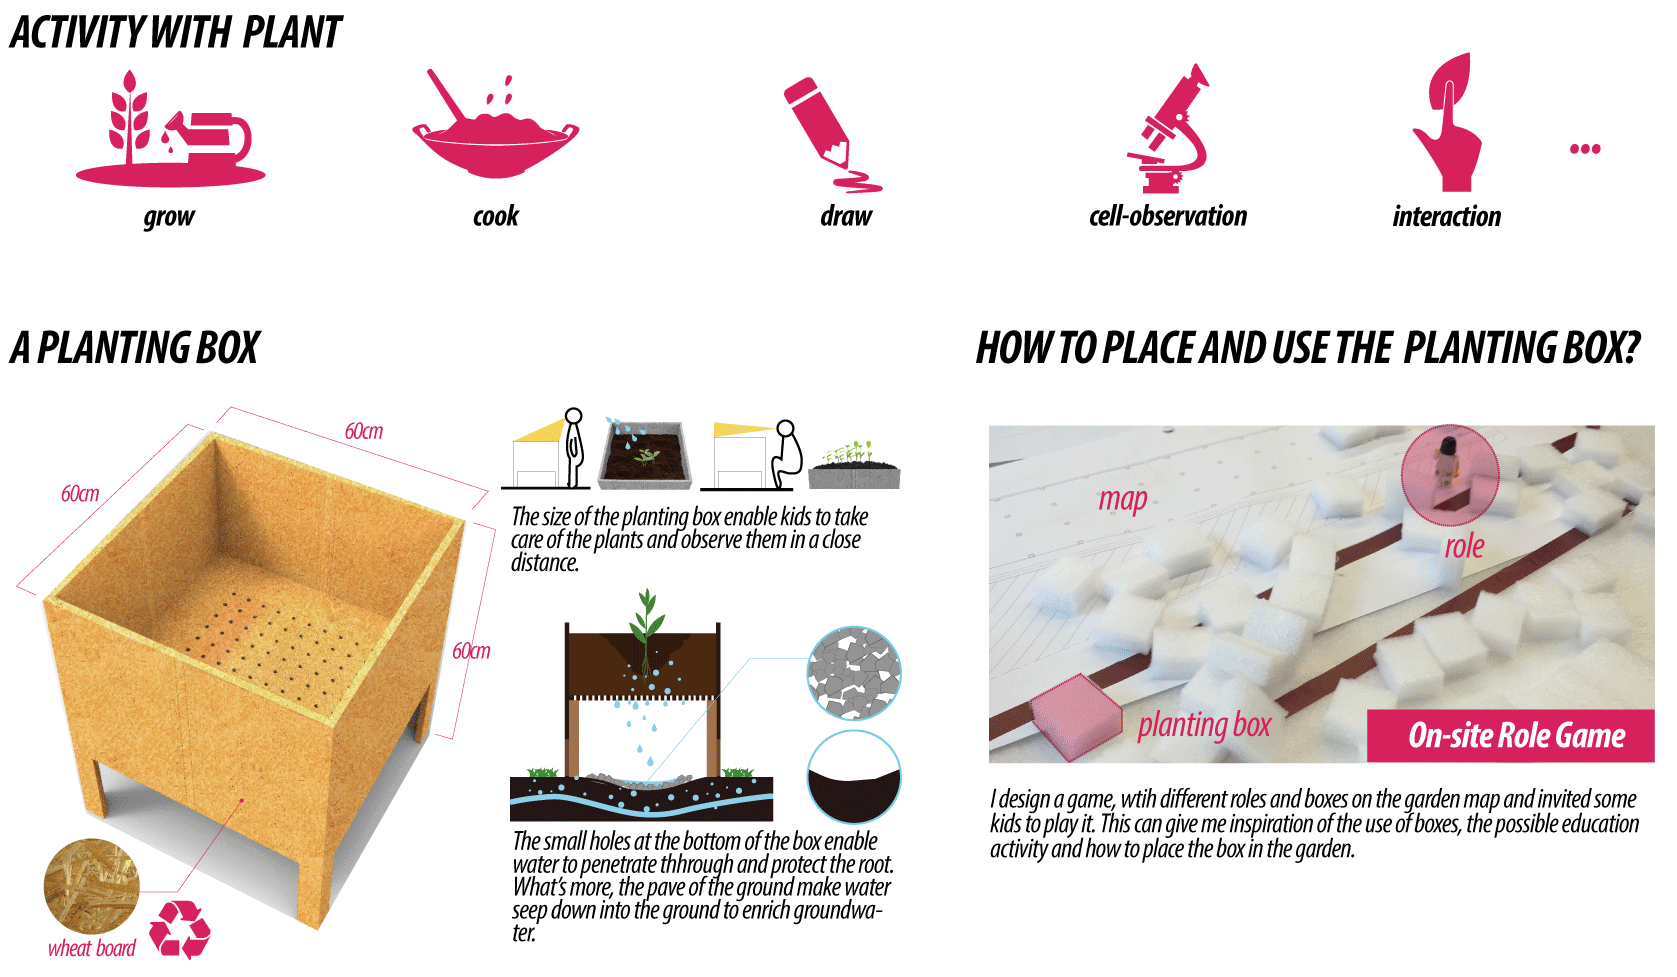 ACTIVITY WITH PLANT
grow
cook
draw
cell-observation
interaction
...
A PLANTING BOX
60cm
60cm
60cm
wheat board
The size of the planting box enable kids to take
care of the plants and observe them in a close
distance.
The small holes at the bottom of the box enable
water to penetrate thhrough and protect the root.
What's more, the pave of the ground make water
seep down into the ground to enrich groundwa-
ter.
HOW TO PLACE AND USE THE PLANTING BOX?
map
role
planting box
On-site Role Game
I design a game, wtih different roles and boxes on the garden map and invited some
kids to play it. This can give me inspiration of the use of boxes, the possible education
activity and how to place the box in the garden.